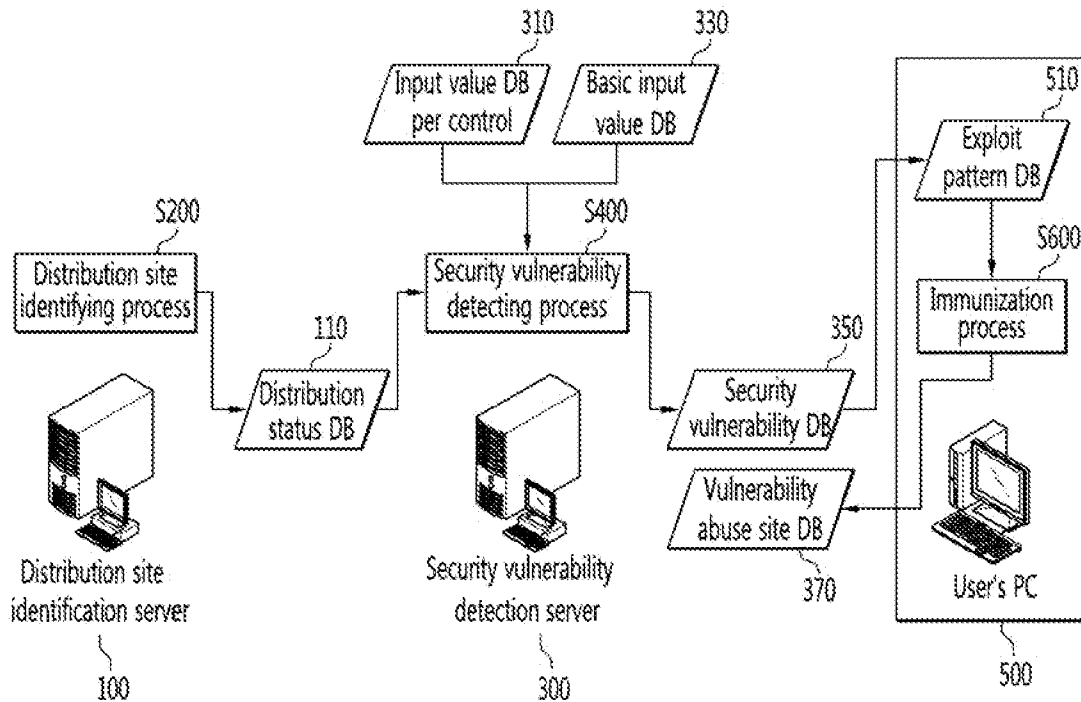 310
330
Input value DB
per control
Basic input
value DB
510
Exploit
pattern DB
S200
S400
S600
Distribution site
identifying process
Security vulnerability
detecting process
Immunization
process
110
350
Distribution
status DB
Security
vulnerability DB
Vulnerability
abuse site DB
370
Distribution site
identification server
Security vulnerability
detection server
User's PC
100
300
500